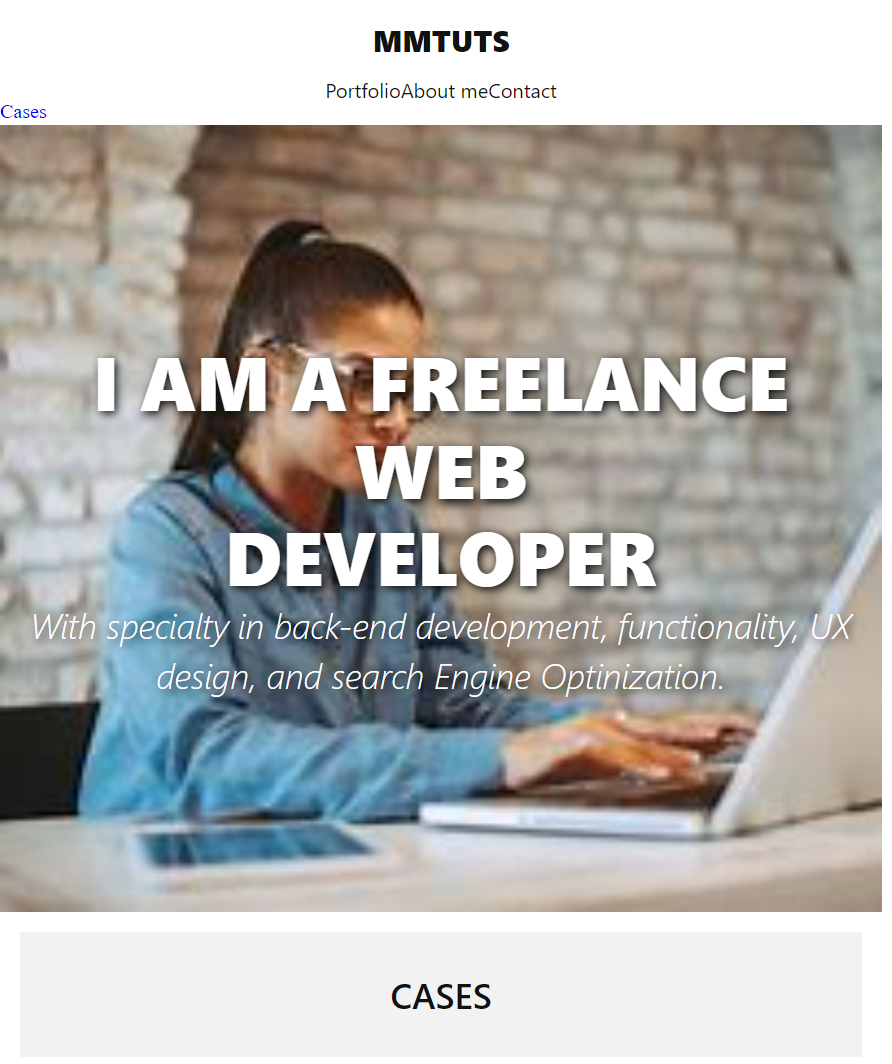 MMTUTS
PortfolioAbout meContact
Cases
I AM A FREELANCE
WEB
DEVELOPER
With specialty in back-end development, functionality, UX
design, and search Engine Optinization.
CASES